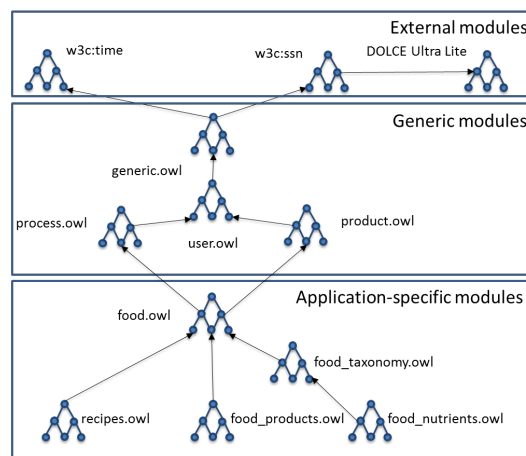 External modules
w3c:time
w3c:ssn
DOLCE Ultra Lite
Generic modules
generic.owl
process.owl
user.owl
product.owl
Application-specific modules
food.owl
food_taxonomy.owl
recipes.owl
food_products.owl
food_nutrients.owl